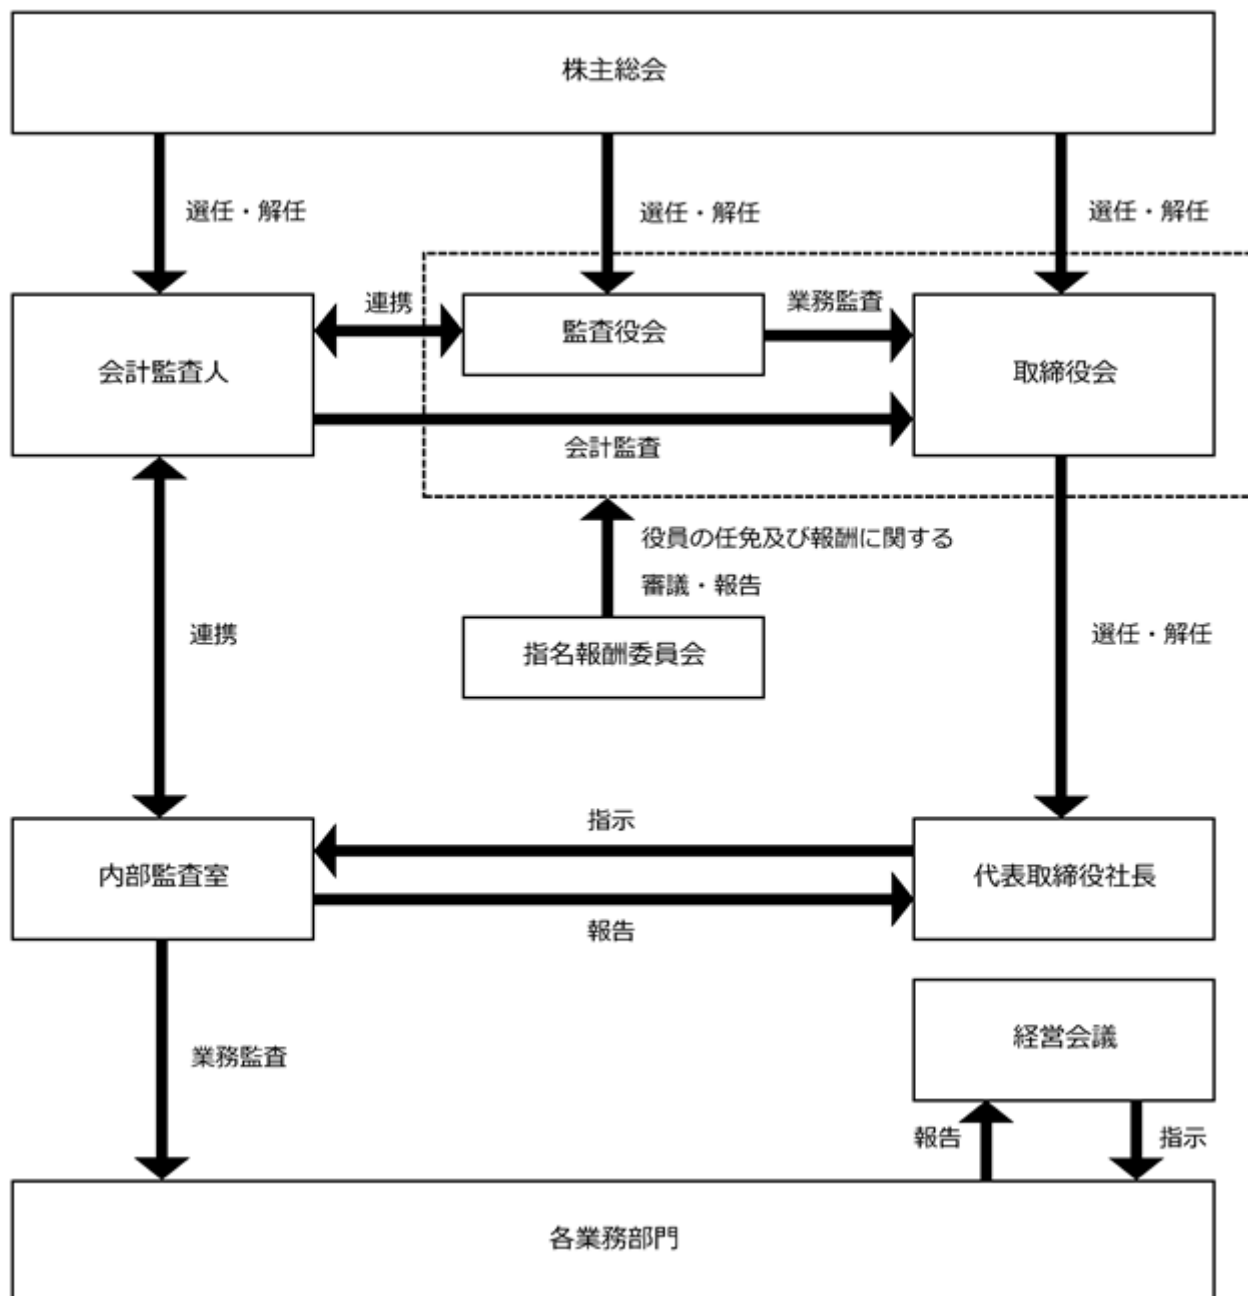 株主総会
選任・解任
選任・解任
選任・解任
連携
監査役会
業務監査
会計監査人
取締役会
会計監査
役員の任免及び報酬に関する
審議・報告
連携
指名報酬委員会
選任・解任
指示
内部監査室
代表取締役社長
報告
経営会議
業務監査
報告
指示
各業務部門